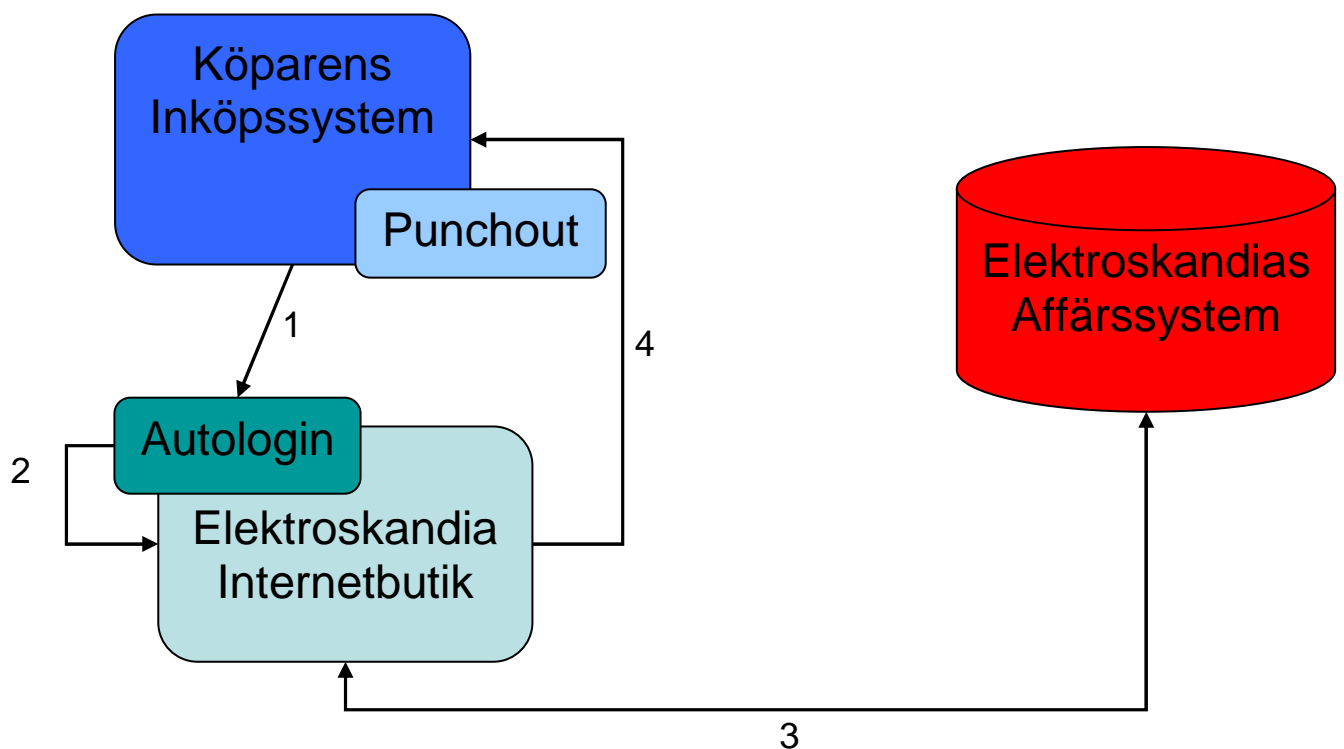 Köparens
Inköpssystem
Punchout
1
4
Elektroskandias
Affärssystem
Autologin
2
Elektroskandia
Internetbutik
3